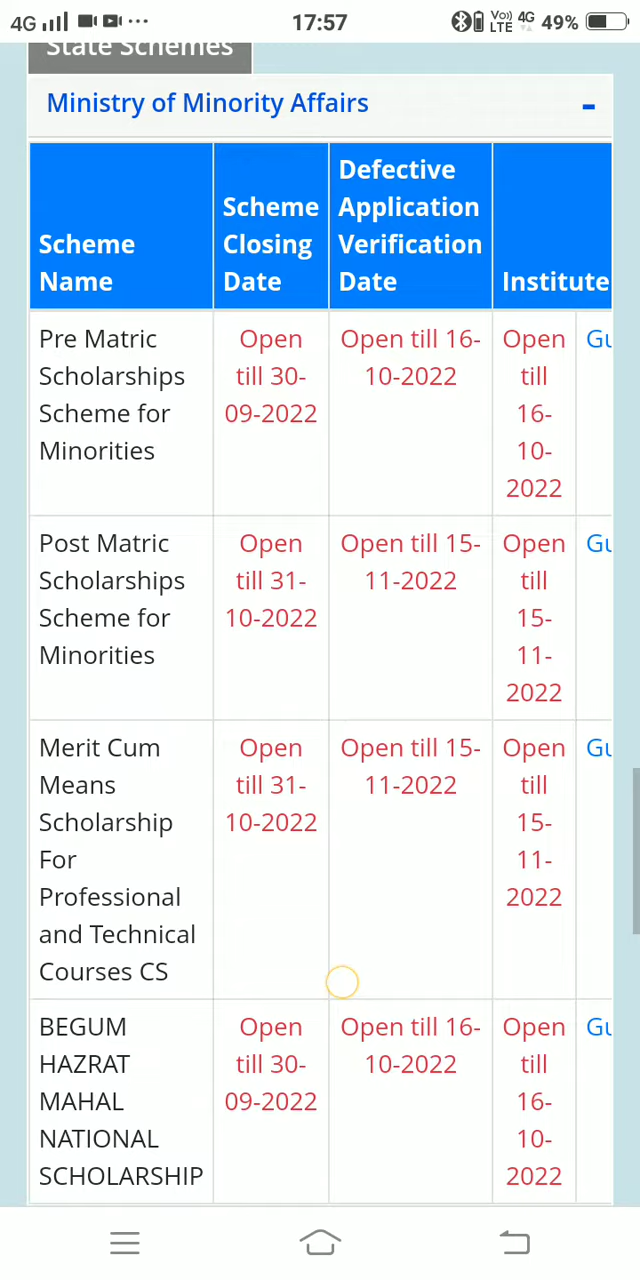 4G 17:57 Vo)) LTE 4G 49%
State Schemes
Ministry of Minority Affairs -
Scheme
Name
Scheme
Closing
Date
Defective
Application
Verification
Date
Institute
Pre Matric
Scholarships
Scheme for
Minorities
Open
till 30-
09-2022
Open till 16-
10-2022
Open
till
16-
10-
2022
Gu
Post Matric
Scholarships
Scheme for
Minorities
Open
till 31-
10-2022
Open till 15-
11-2022
Open
till
15-
11-
2022
Gu
Merit Cum
Means
Scholarship
For
Professional
and Technical
Courses CS
Open
till 31-
10-2022
Open till 15-
11-2022
Open
till
15-
11-
2022
Gu
BEGUM
HAZRAT
MAHAL
NATIONAL
SCHOLARSHIP
Open
till 30-
09-2022
Open till 16-
10-2022
Open
till
16-
10-
2022
Gu